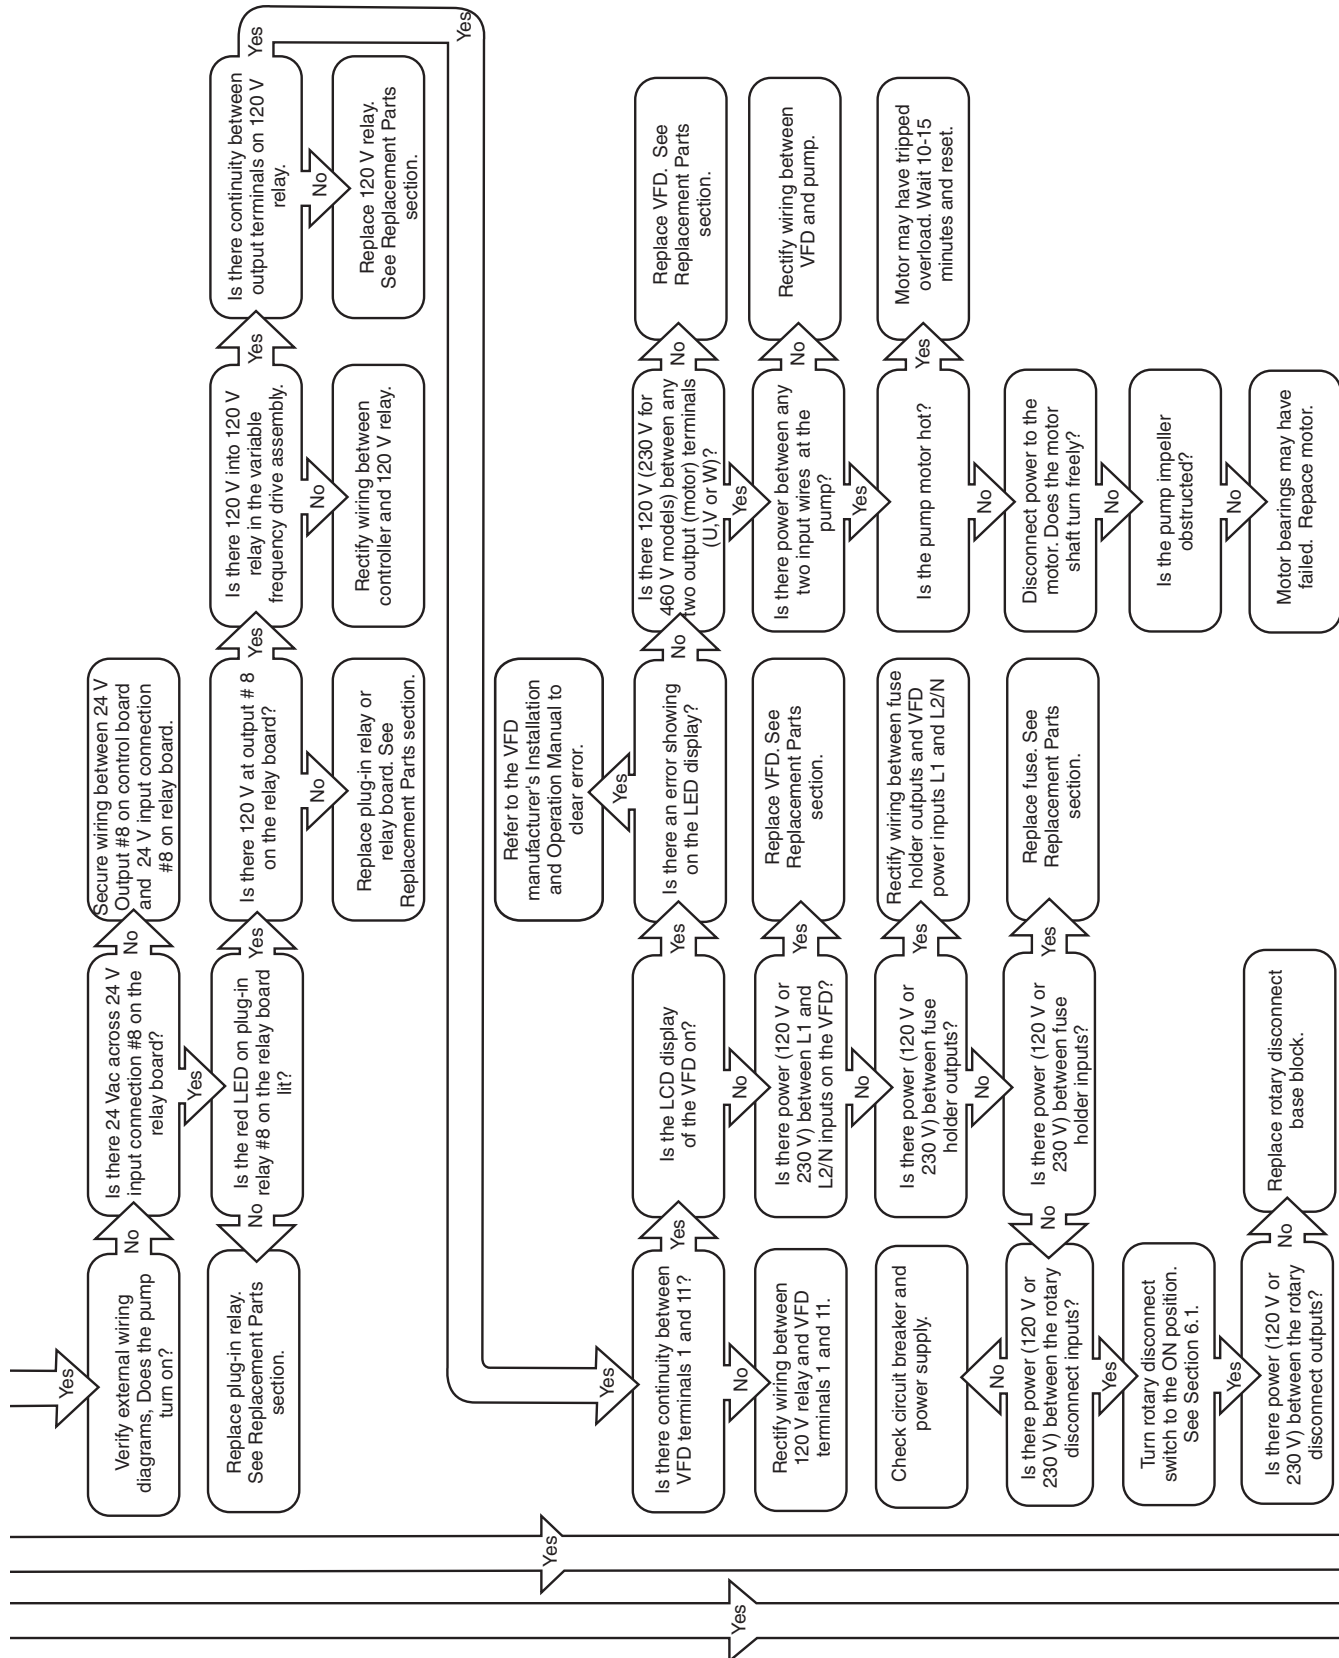 Yes
Verify external wiring
diagrams, Does the pump
turn on?
No
Is there 24 Vac across 24 V
input connection #8 on the
relay board?
No
Secure wiring between 24 V
Output #8 on control board
and 24 V input connection
#8 on relay board.
Yes
Replace plug-in relay.
See Replacement Parts
section.
No
Is the red LED on plug-in
relay #8 on the relay board
lit?
Yes
Is there 120 V at output # 8
on the relay board?
Yes
Is there 120 V into 120 V
relay in the variable
frequency drive assembly.
Yes
Is there continuity between
output terminals on 120 V
relay.
Yes
No
Replace plug-in relay or
relay board. See
Replacement Parts section.
No
Rectify wiring between
controller and 120 V relay.
No
Replace 120 V relay.
See Replacement Parts
section.
Yes
Refer to the VFD
manufacturer's Installation
and Operation Manual to
clear error.
Yes
Yes
Is there continuity between
VFD terminals 1 and 11?
Yes
Is the LCD display
of the VFD on?
Yes
Is there an error showing
on the LED display?
No
Is there 120 V (230 V for
460 V models) between any
two output (motor) terminals
(U,V or W)?
No
Replace VFD. See
Replacement Parts
section.
No
Rectify wiring between
120 V relay and VFD
terminals 1 and 11.
No
Is there power (120 V or
230 V) between L1 and
L2/N inputs on the VFD?
Yes
Replace VFD. See
Replacement Parts
section.
Yes
Is there power between any
two input wires at the
pump?
No
Rectify wiring between
VFD and pump.
Check circuit breaker and
power supply.
No
Is there power (120 V or
230 V) between fuse
holder outputs?
Yes
Rectify wiring between fuse
holder outputs and VFD
power inputs L1 and L2/N
Yes
Is the pump motor hot?
Yes
Motor may have tripped
overload. Wait 10-15
minutes and reset.
No
Is there power (120 V or
230 V) between the rotary
disconnect inputs?
No
No
Is there power (120 V or
230 V) between fuse
holder inputs?
Yes
Replace fuse. See
Replacement Parts
section.
No
Disconnect power to the
motor. Does the motor
shaft turn freely?
Yes
Turn rotary disconnect
switch to the ON position.
See Section 6.1.
No
Is the pump impeller
obstructed?
Yes
Is there power (120 V or
230 V) between the rotary
disconnect outputs?
No
Replace rotary disconnect
base block.
No
Motor bearings may have
failed. Repace motor.
Yes
Yes